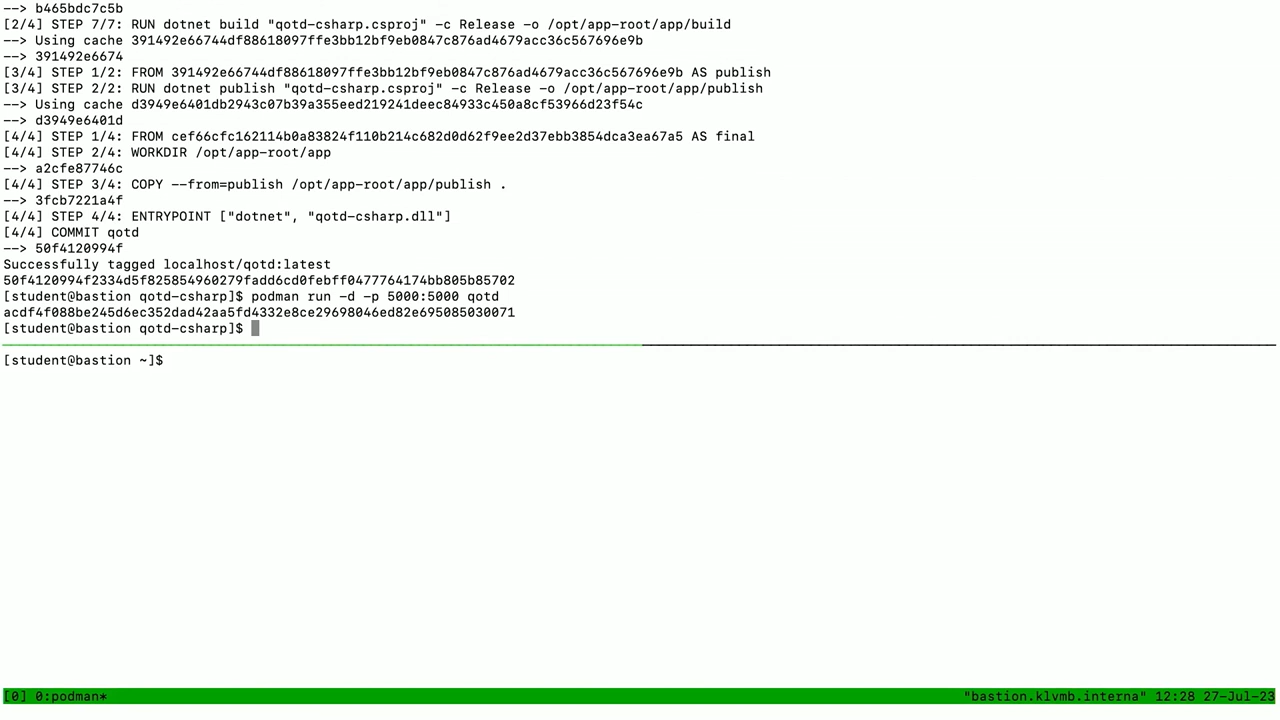 --> b465bdc7c5b
[2/4] STEP 7/7: RUN dotnet build "qotd-csharp.csproj" -c Release -o /opt/app-root/app/build
--> Using cache 391492e66744df88618097ffe3bb12bf9eb0847c876ad4679acc36c567696e9b
--> 391492e6674
[3/4] STEP 1/2: FROM 391492e66744df88618097ffe3bb12bf9eb0847c876ad4679acc36c567696e9b AS publish
[3/4] STEP 2/2: RUN dotnet publish "qotd-csharp.csproj" -c Release -o /opt/app-root/app/publish
--> Using cache d3949e6401db2943c07b39a355eed219241deec84933c450a8cf53966d23f54c
--> d3949e6401d
[4/4] STEP 1/4: FROM cef66cfc162114b0a83824f110b214c682d0d62f9ee2d37ebb3854dca3ea67a5 AS final
[4/4] STEP 2/4: WORKDIR /opt/app-root/app
--> a2cfe87746c
[4/4] STEP 3/4: COPY --from=publish /opt/app-root/app/publish .
--> 3fcb7221a4f
[4/4] STEP 4/4: ENTRYPOINT ["dotnet", "qotd-csharp.dll"]
[4/4] COMMIT qotd
--> 50f4120994f
Successfully tagged localhost/qotd:latest
50f4120994f2334d5f825854960279fadd6cd0febff0477764174bb805b85702
[student@bastion qotd-csharp]$ podman run -d -p 5000:5000 qotd
acdf4f088be245d6ec352dad42aa5fd4332e8ce29698046ed82e695085030071
[student@bastion qotd-csharp]$
[student@bastion ~]$
[0] 0:podman* "bastion.klvmb.interna" 12:28 27-Jul-23